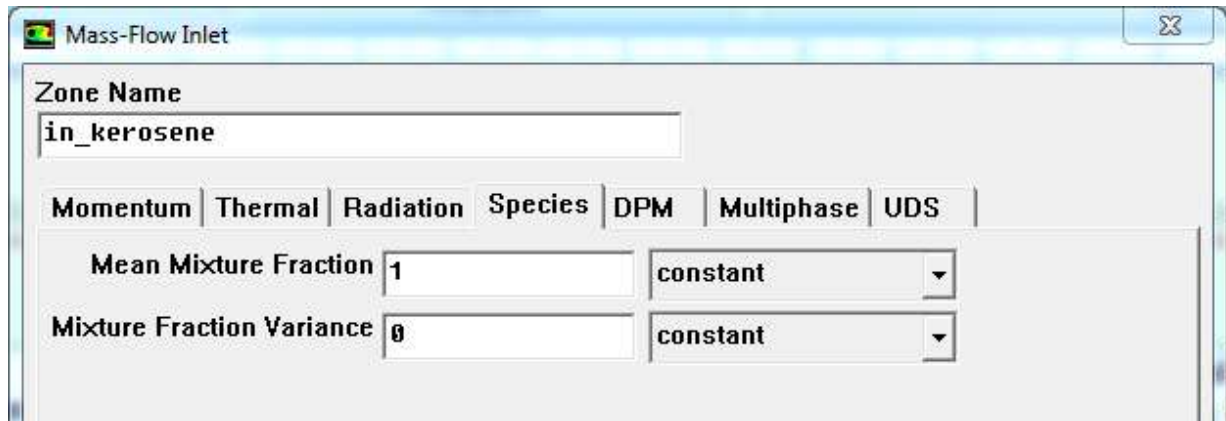 Mass-Flow Inlet
Zone Name
in_kerosene
Momentum Thermal Radiation Species DPM Multiphase UDS
Mean Mixture Fraction 1 constant
Mixture Fraction Variance 0 constant